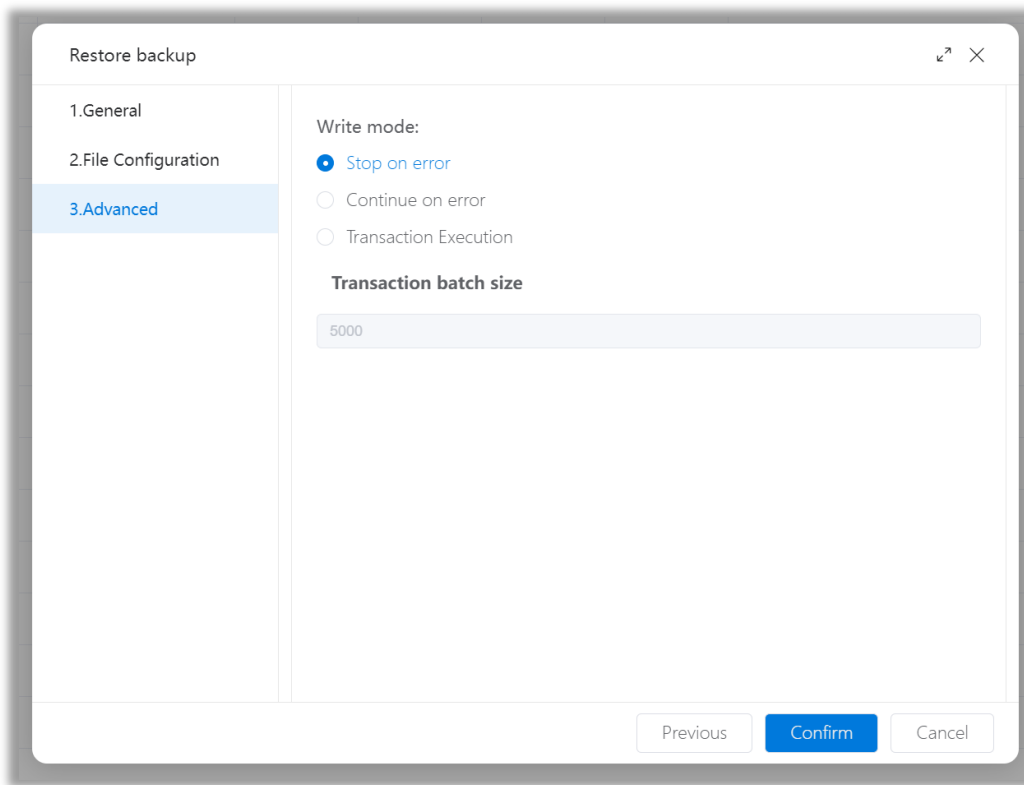 Restore backup
1.General
2.File Configuration
3.Advanced
Write mode:
Stop on error
Continue on error
Transaction Execution
Transaction batch size
5000
Previous
Confirm
Cancel